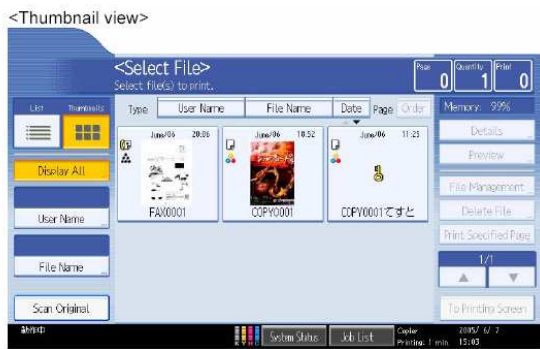 <Thumbnail view>
<Select File>
Select file(s) to print.
Page 0 Quantity 1 Print 0
List Thumbnails
Type User Name File Name Date Page Order
Memory: 99%
Display All
User Name
File Name
Scan Original
June/06 20:06
FAX0001
June/06 18:52
COPY0001
June/06 11:25
COPY0001てすと
Details
Preview
File Management
Delete File
Print Specified Page
1/1
To Printing Screen
System Status Job List
Copier 2005/ 6/ 7
Printing: 1 min. 15:03